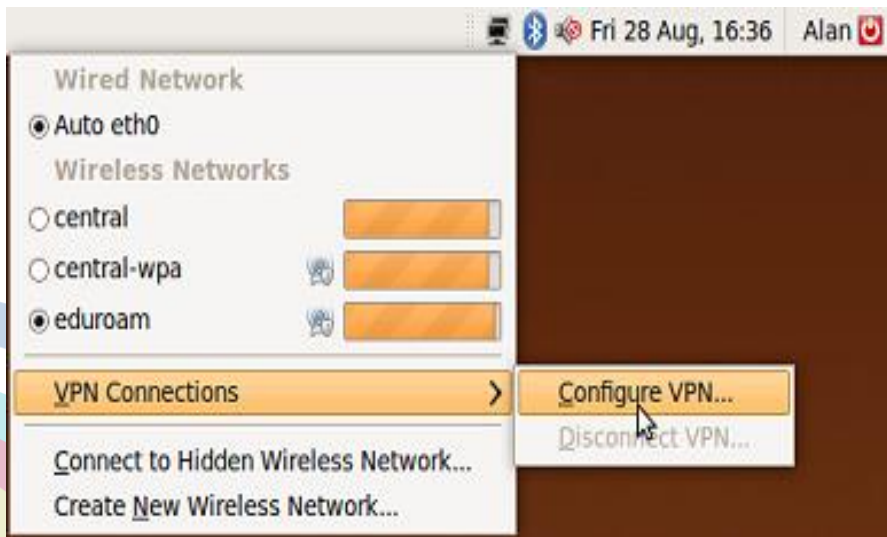 Fri 28 Aug, 16:36 Alan
Wired Network
Auto eth0
Wireless Networks
central
central-wpa
eduroam
VPN Connections
Configure VPN...
Disconnect VPN...
Connect to Hidden Wireless Network...
Create New Wireless Network...